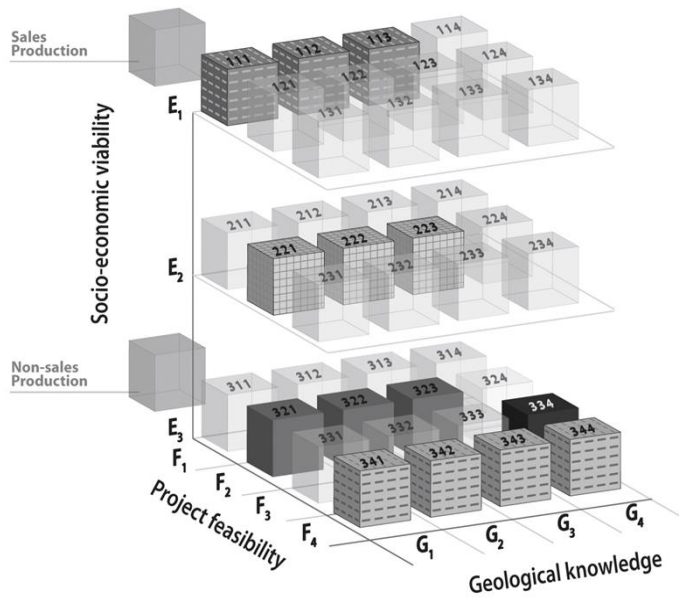 Sales
Production
111
112
113
114
121
122
123
124
131
132
133
134
E1
Socio-economic viability
211
212
213
214
221
222
223
224
231
232
233
234
E2
Non-sales
Production
311
312
313
314
321
322
323
324
331
332
333
334
341
342
343
344
E3
F1
F2
F3
F4
Project feasibility
G1
G2
G3
G4
Geological knowledge